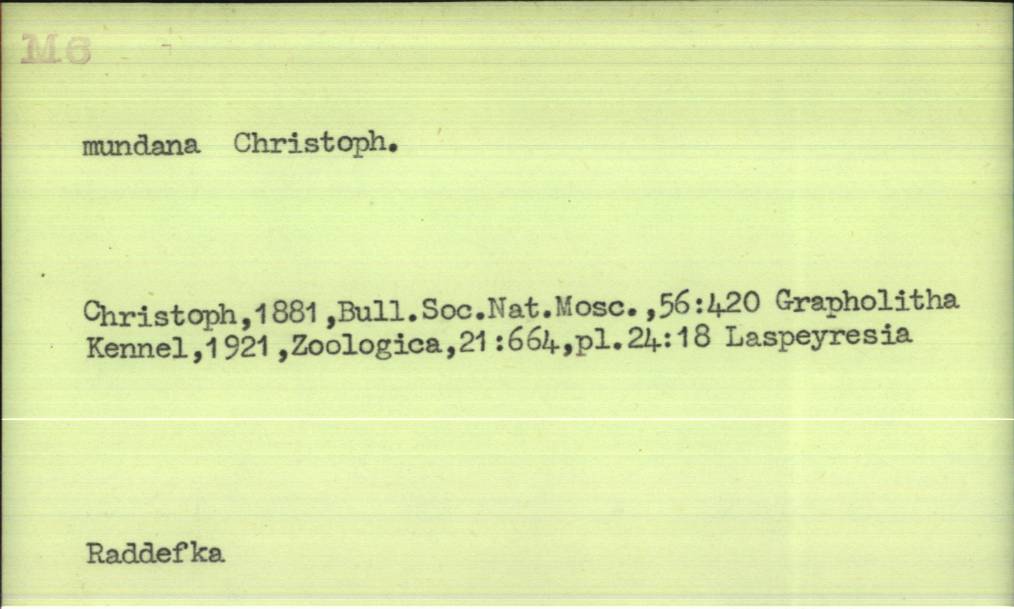 M6
mundana Christoph.
Christoph,1881,Bull.Soc.Nat.Mosc.,56:420 Grapholitha
Kennel,1921,Zoologica,21:664,pl.24:18 Laspeyresia
Raddefka